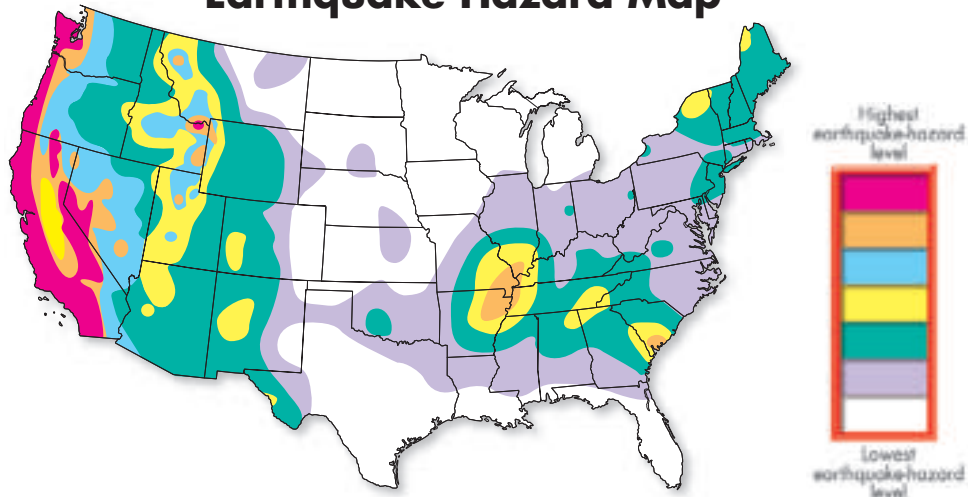 Earthquake Hazard Map
Highest
earthquake-hazard
level
Lowest
earthquake-hazard
level